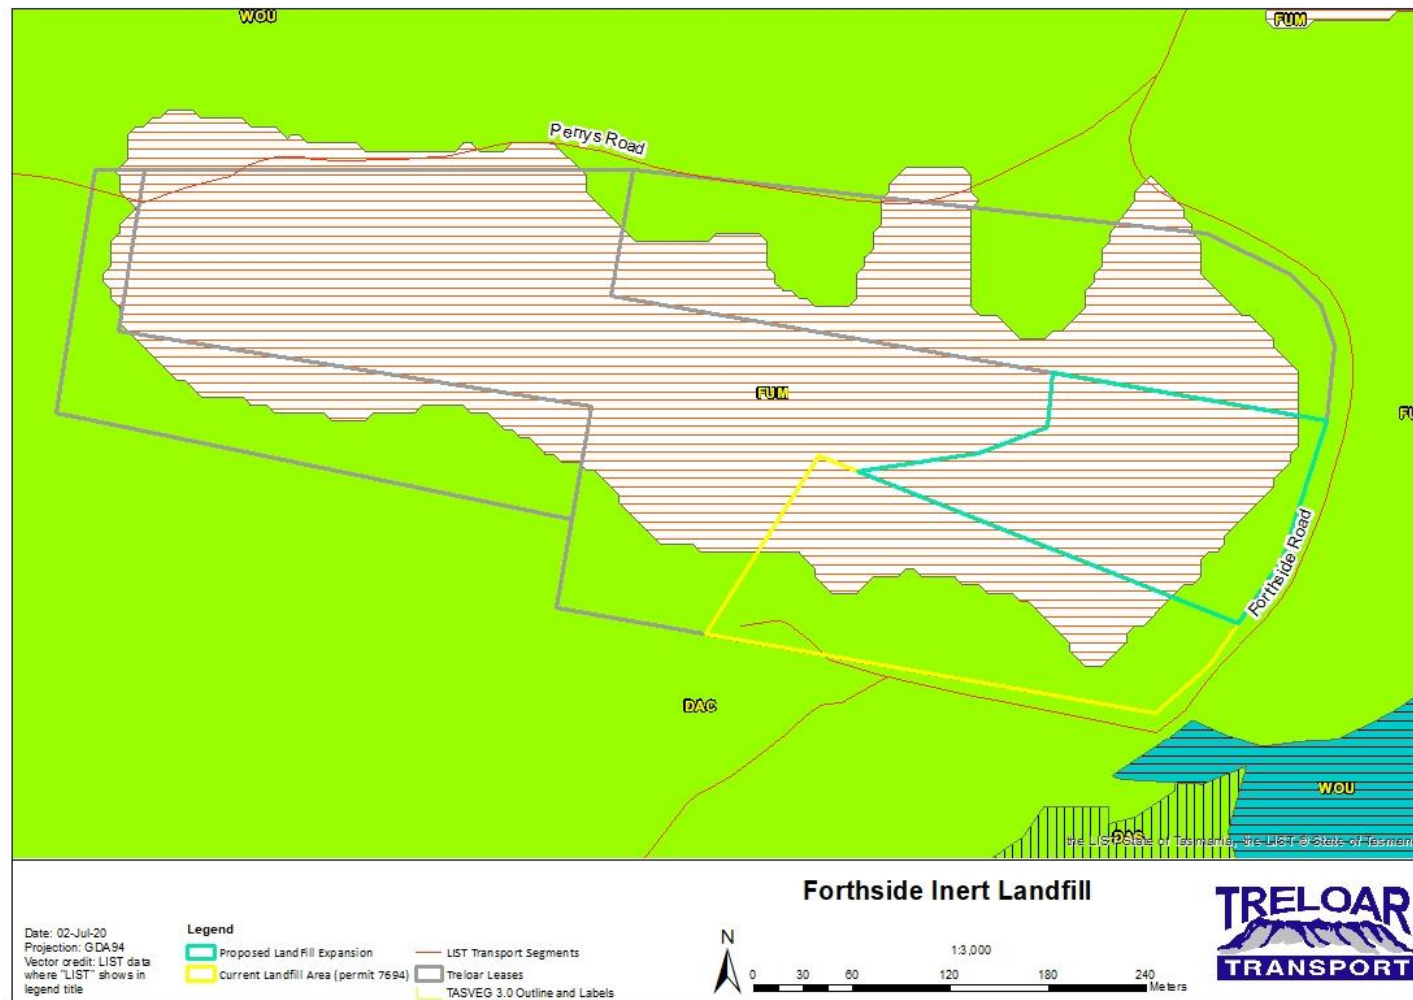 WOU
FUM
Perrys Road
FUM
FU
Forthside Road
DAC
WOU
DAS
the LIST State of Tasmania, the LIST © State of Tasmani
Forthside Inert Landfill
TRELOAR
TRANSPORT
Date: 02-Jul-20
Projection: GDA94
Vector credit: LIST data
where "LIST" shows in
legend title
Legend
Proposed LandFill Expansion
Current Landfill Area (permit 7694)
LIST Transport Segments
Treloar Leases
TASVEG 3.0 Outline and Labels
N
1:3,000
0 30 60 120 180 240
Meters